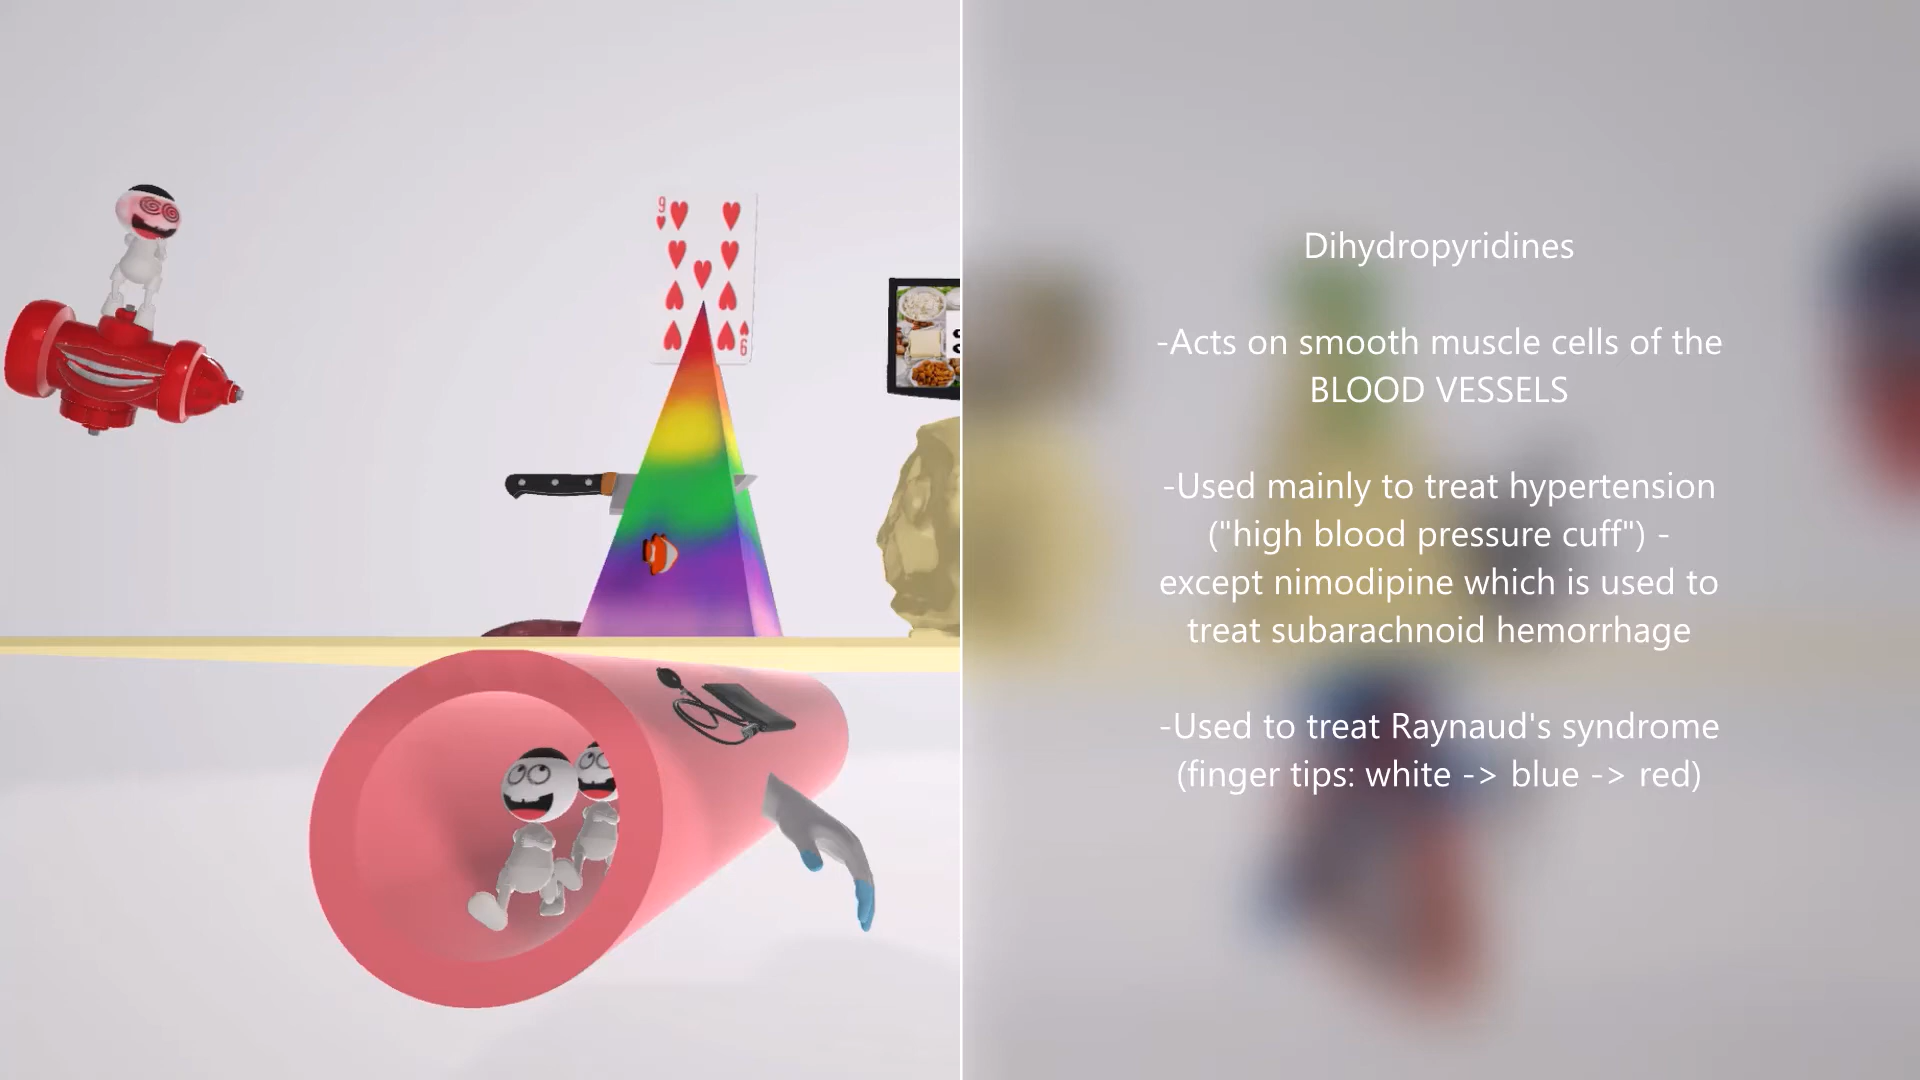 9
6
Dihydropyridines
-Acts on smooth muscle cells of the
BLOOD VESSELS
-Used mainly to treat hypertension
("high blood pressure cuff") -
except nimodipine which is used to
treat subarachnoid hemorrhage
-Used to treat Raynaud's syndrome
(finger tips: white -> blue -> red)